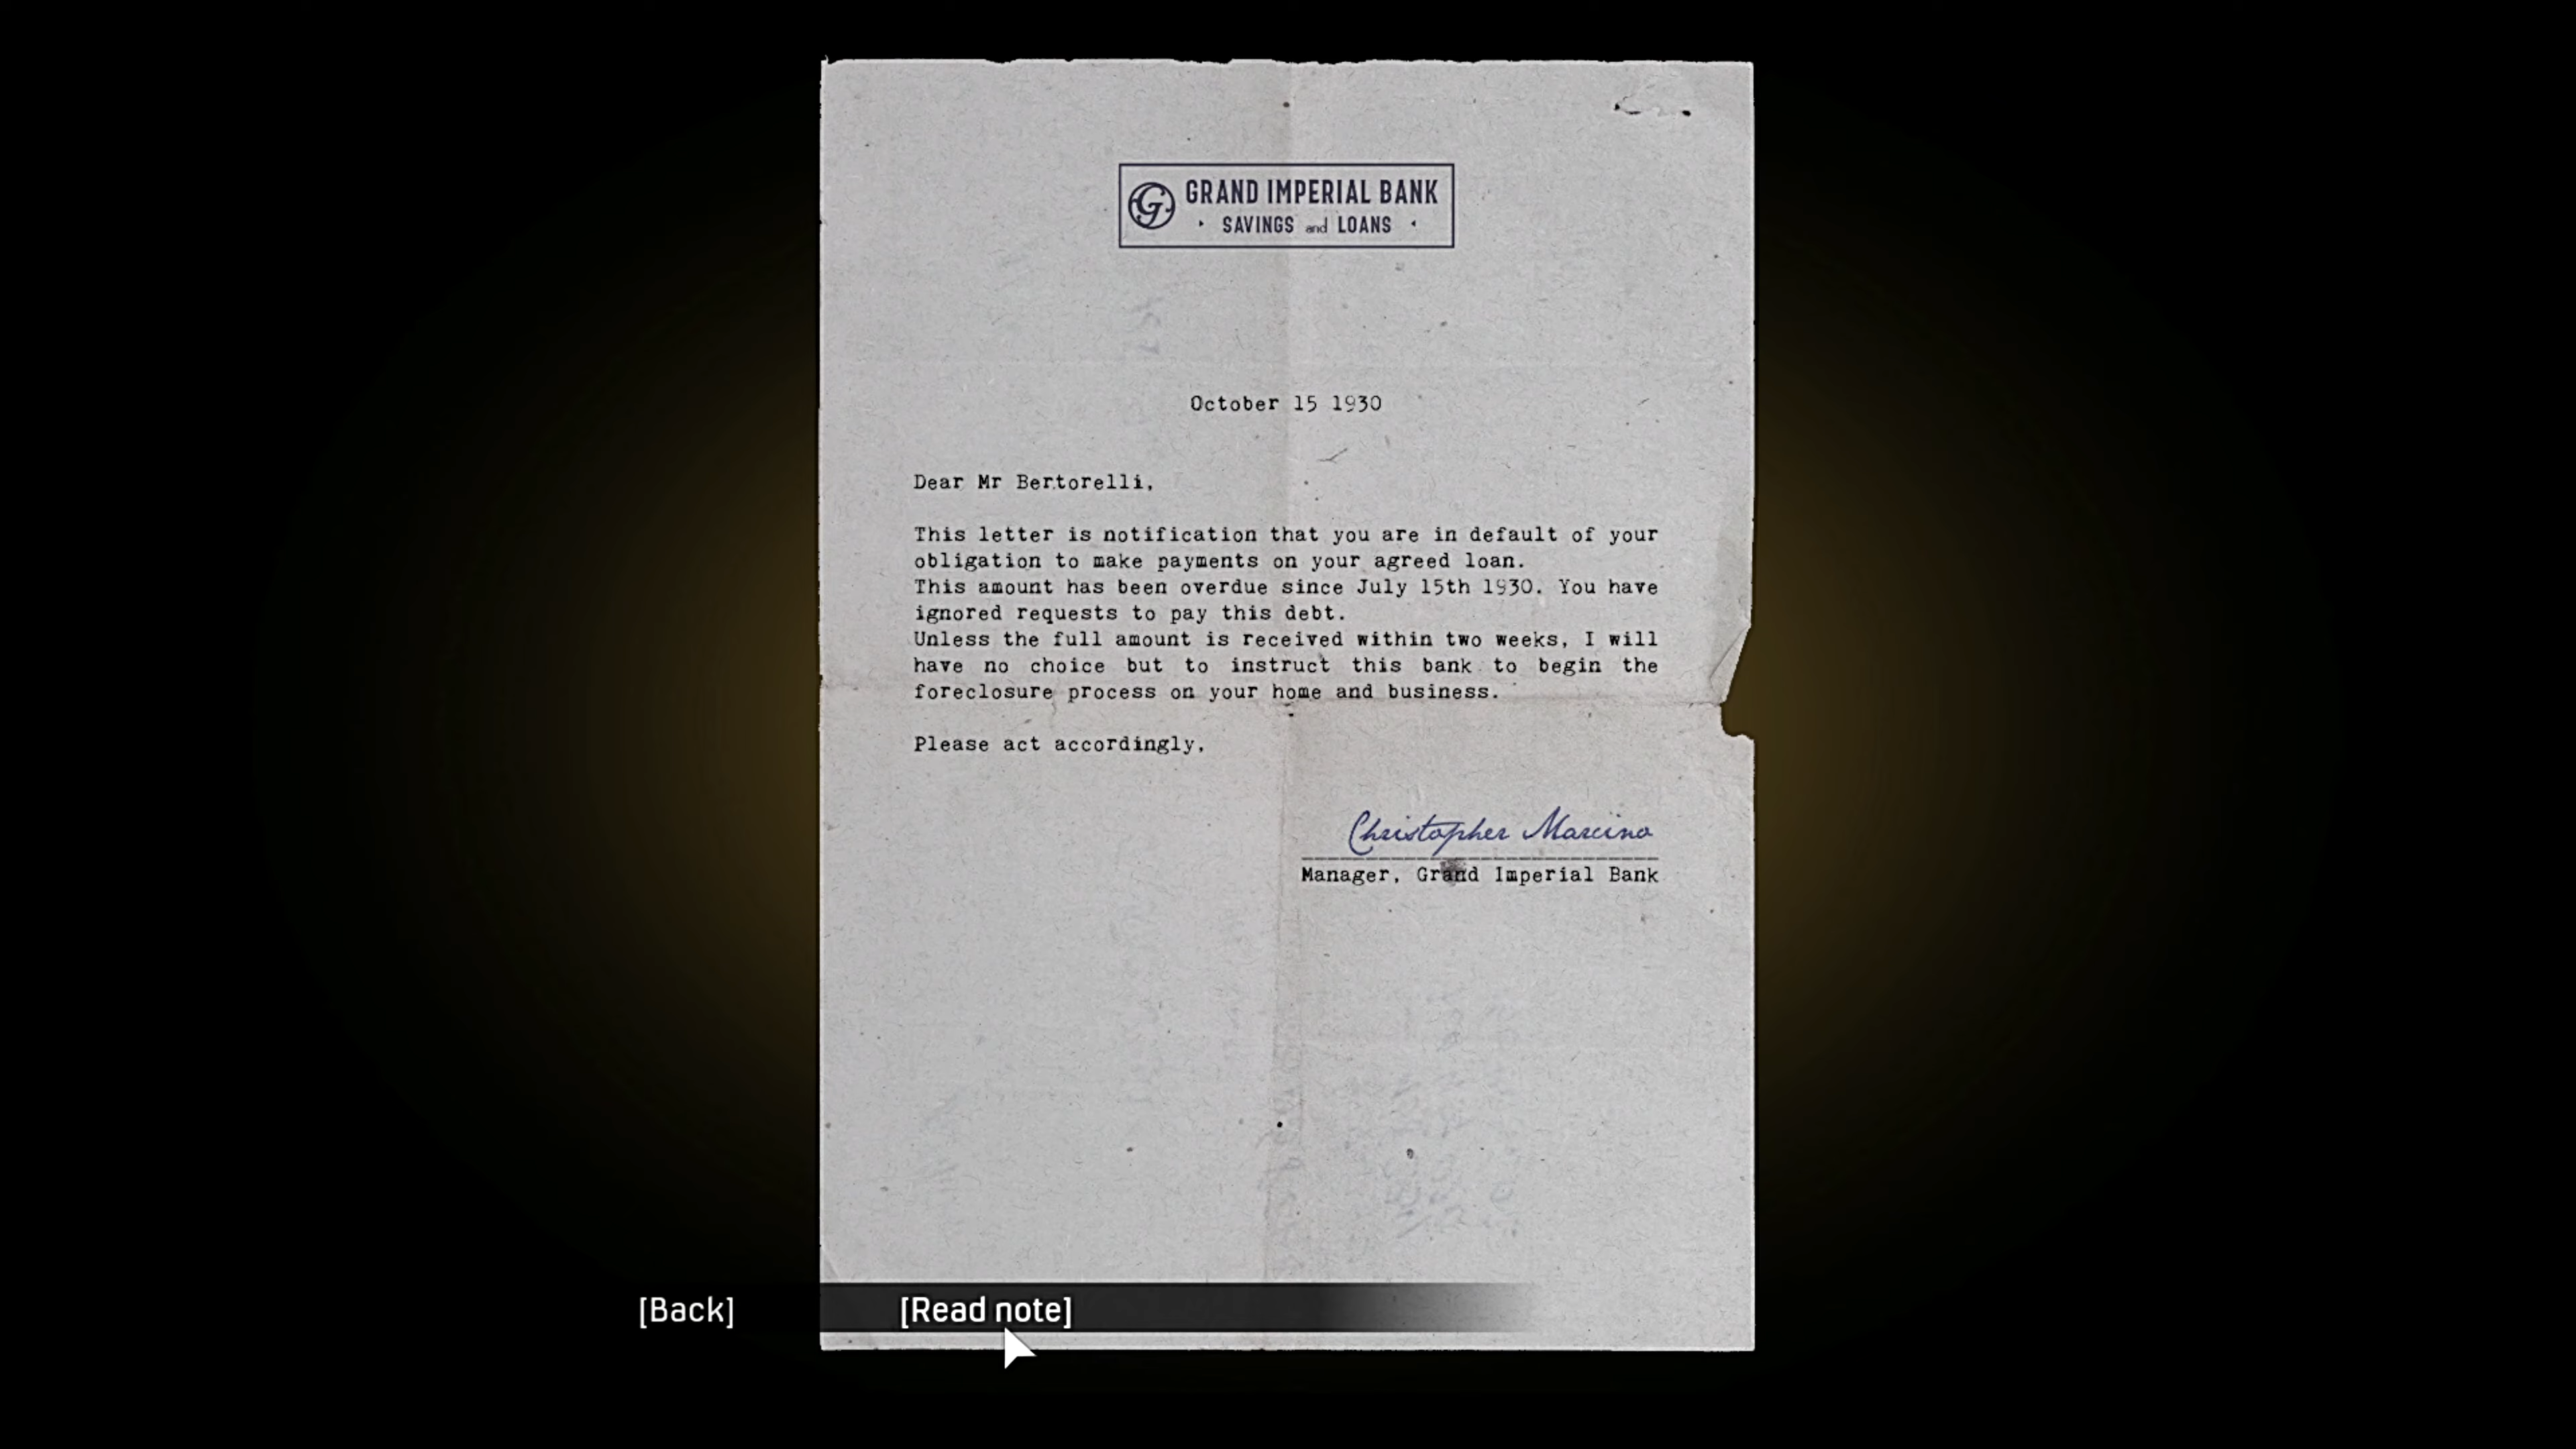 GRAND IMPERIAL BANK
SAVINGS and LOANS
October 15 1930
Dear Mr Bertorelli,
This letter is notification that you are in default of your
obligation to make payments on your agreed loan.
This amount has been overdue since July 15th 1930. You have
ignored requests to pay this debt.
Unless the full amount is received within two weeks, I will
have no choice but to instruct this bank to begin the
foreclosure process on your home and business.
Please act accordingly,
Christopher Marcino
Manager, Grand Imperial Bank
[Back] [Read note]